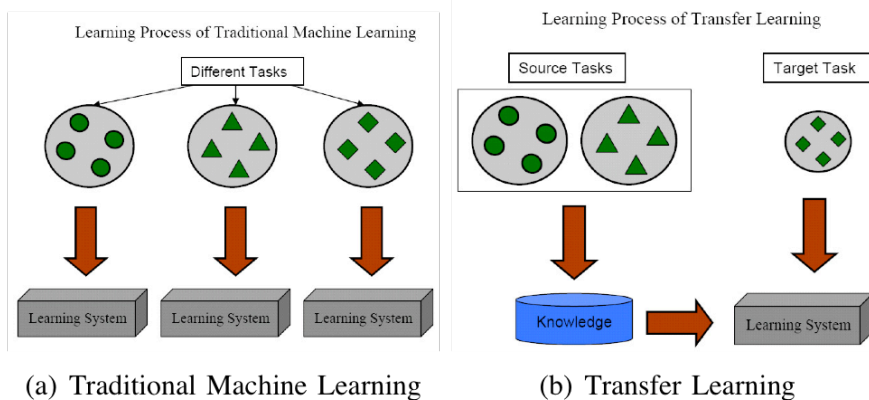 Learning Process of Traditional Machine Learning
Different Tasks
Learning System
Learning System
Learning System
(a) Traditional Machine Learning
Learning Process of Transfer Learning
Source Tasks
Target Task
Knowledge
Learning System
(b) Transfer Learning